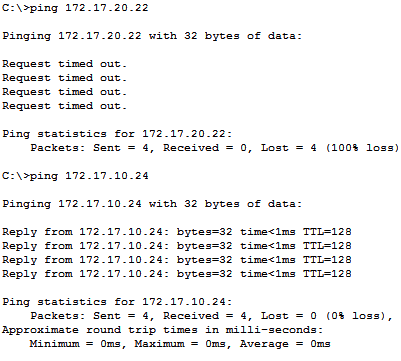 C:\>ping 172.17.20.22
Pinging 172.17.20.22 with 32 bytes of data:
Request timed out.
Request timed out.
Request timed out.
Request timed out.
Ping statistics for 172.17.20.22:
    Packets: Sent = 4, Received = 0, Lost = 4 (100% loss)
C:\>ping 172.17.10.24
Pinging 172.17.10.24 with 32 bytes of data:
Reply from 172.17.10.24: bytes=32 time<1ms TTL=128
Reply from 172.17.10.24: bytes=32 time<1ms TTL=128
Reply from 172.17.10.24: bytes=32 time<1ms TTL=128
Reply from 172.17.10.24: bytes=32 time<1ms TTL=128
Ping statistics for 172.17.10.24:
    Packets: Sent = 4, Received = 4, Lost = 0 (0% loss),
Approximate round trip times in milli-seconds:
    Minimum = 0ms, Maximum = 0ms, Average = 0ms